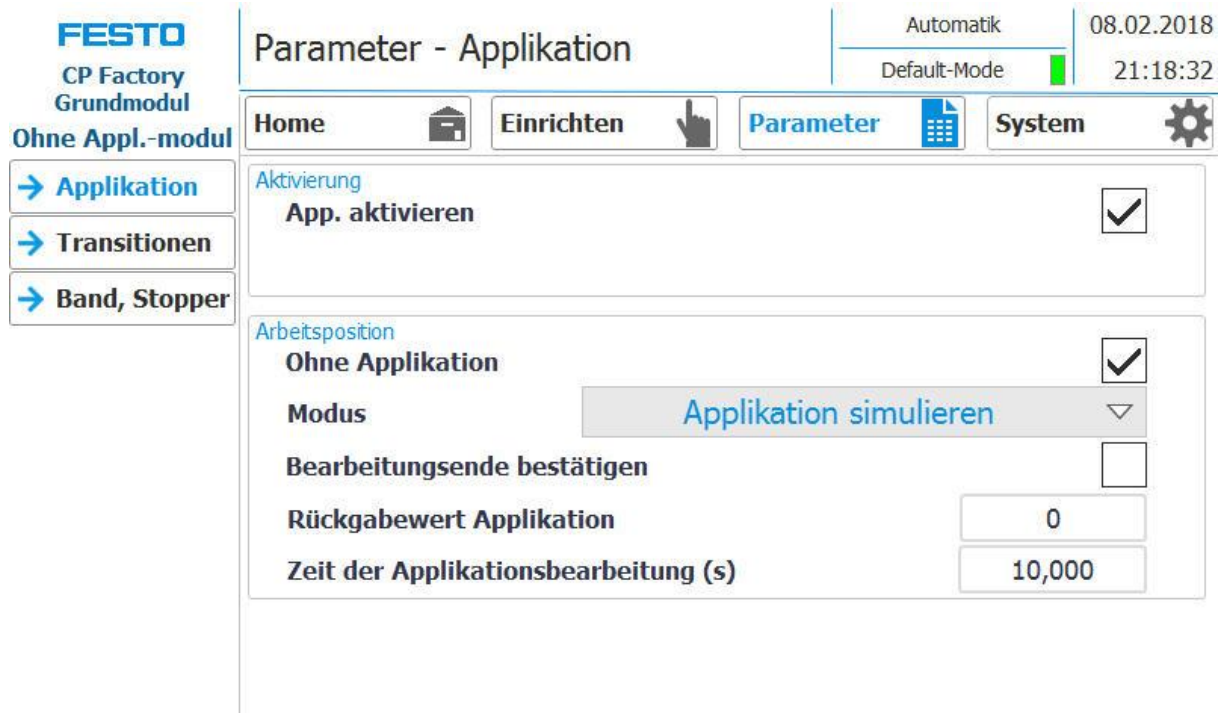 FESTO
CP Factory
Grundmodul
Ohne Appl.-modul
Parameter - Applikation
Automatik
Default-Mode
08.02.2018
21:18:32
Home
Einrichten
Parameter
System
Applikation
Transitionen
Band, Stopper
Aktivierung
App. aktivieren
Arbeitsposition
Ohne Applikation
Modus Applikation simulieren
Bearbeitungsende bestätigen
Rückgabewert Applikation 0
Zeit der Applikationsbearbeitung (s) 10,000